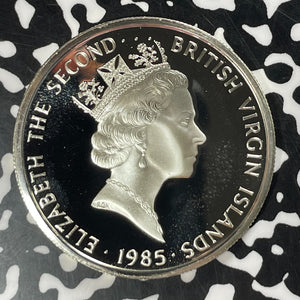 ELIZABETH THE SECOND · BRITISH VIRGIN ISLANDS
· 1985 ·